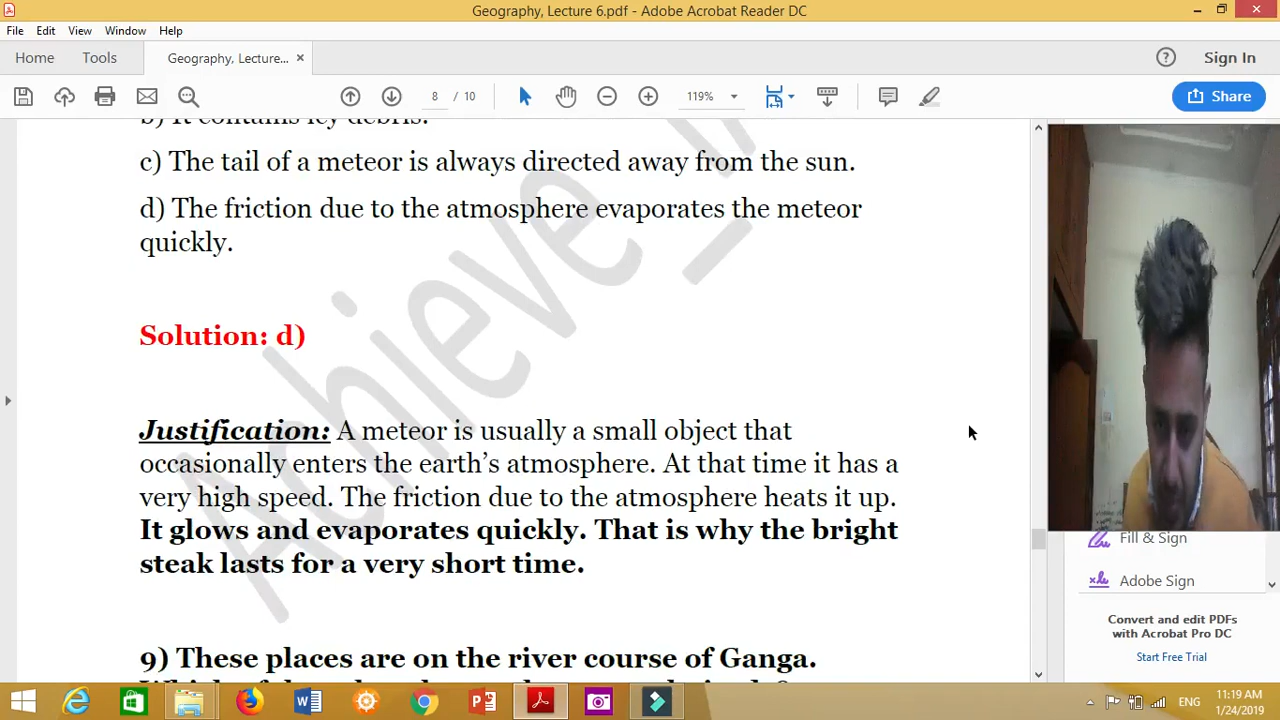 Geography, Lecture 6.pdf - Adobe Acrobat Reader DC
File Edit View Window Help
Home Tools Geography, Lecture... × Sign In
8 / 10 119% Share
b) It contains icy debris.
c) The tail of a meteor is always directed away from the sun.
d) The friction due to the atmosphere evaporates the meteor
quickly.
Solution: d)
Justification: A meteor is usually a small object that
occasionally enters the earth's atmosphere. At that time it has a
very high speed. The friction due to the atmosphere heats it up.
It glows and evaporates quickly. That is why the bright
steak lasts for a very short time.
9) These places are on the river course of Ganga.
Achieve_
Fill & Sign
Adobe Sign
Convert and edit PDFs
with Acrobat Pro DC
Start Free Trial
ENG
11:19 AM
1/24/2019